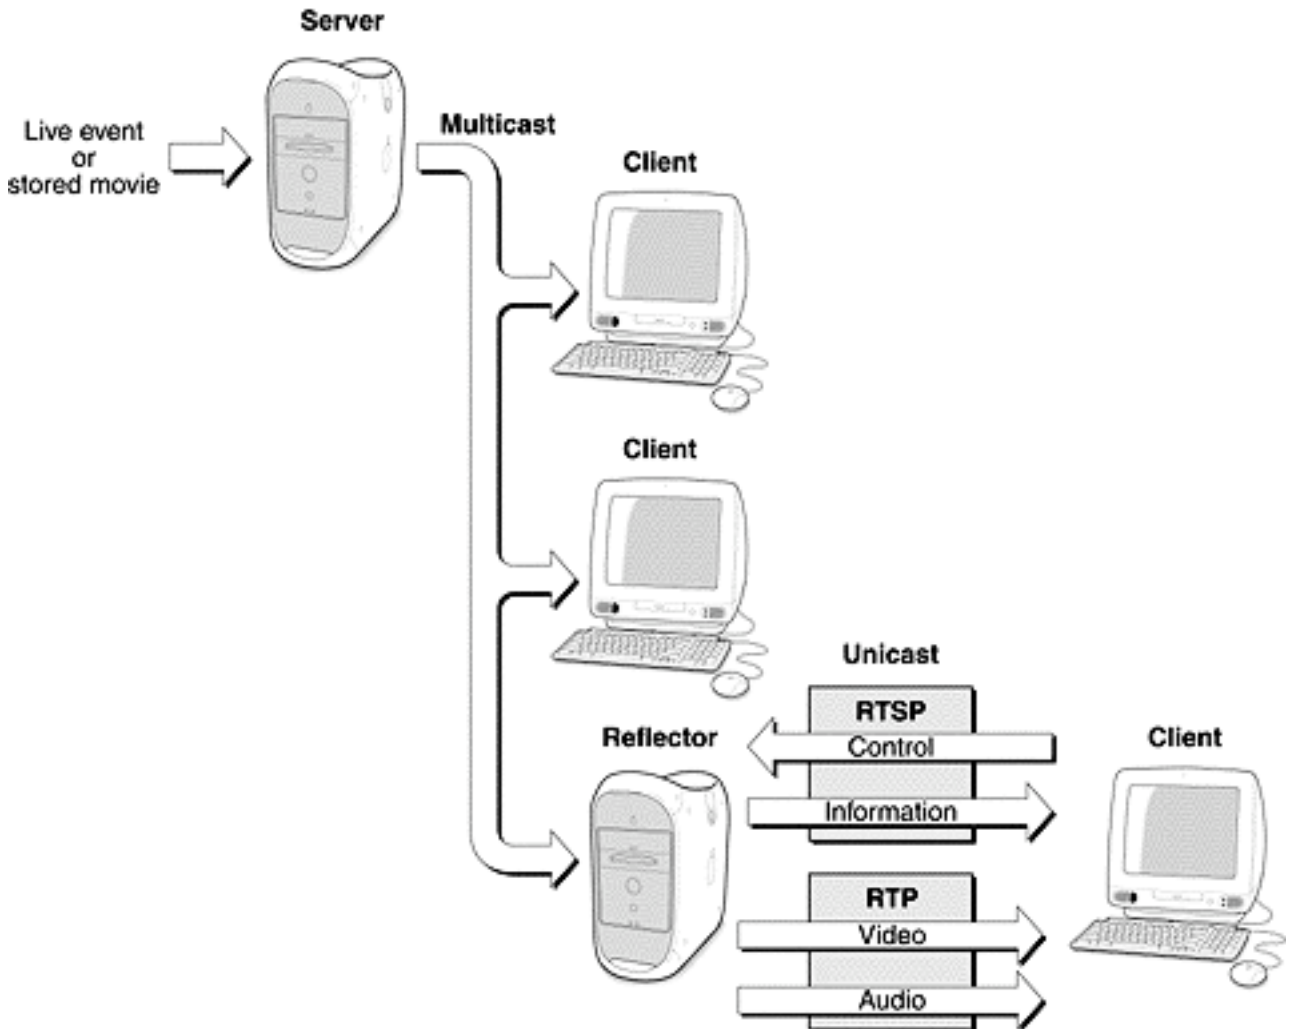 Server
Live event
or
stored movie
Multicast
Client
Client
Unicast
RTSP
Control
Reflector
Client
Information
RTP
Video
Audio